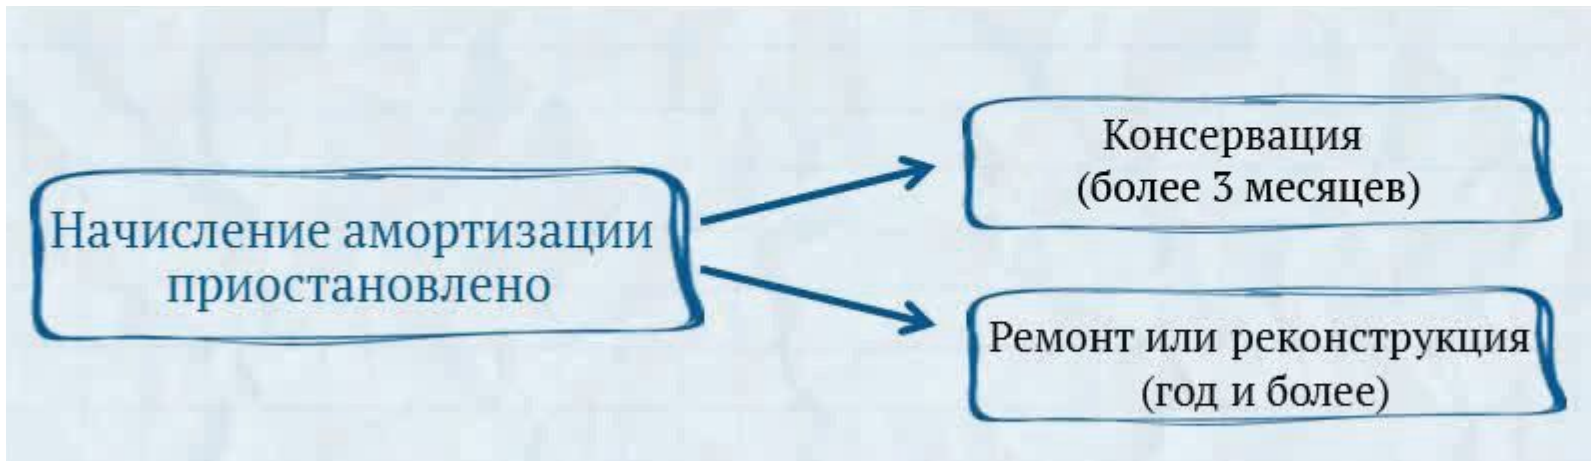 Начисление амортизации
приостановлено
Консервация
(более 3 месяцев)
Ремонт или реконструкция
(год и более)